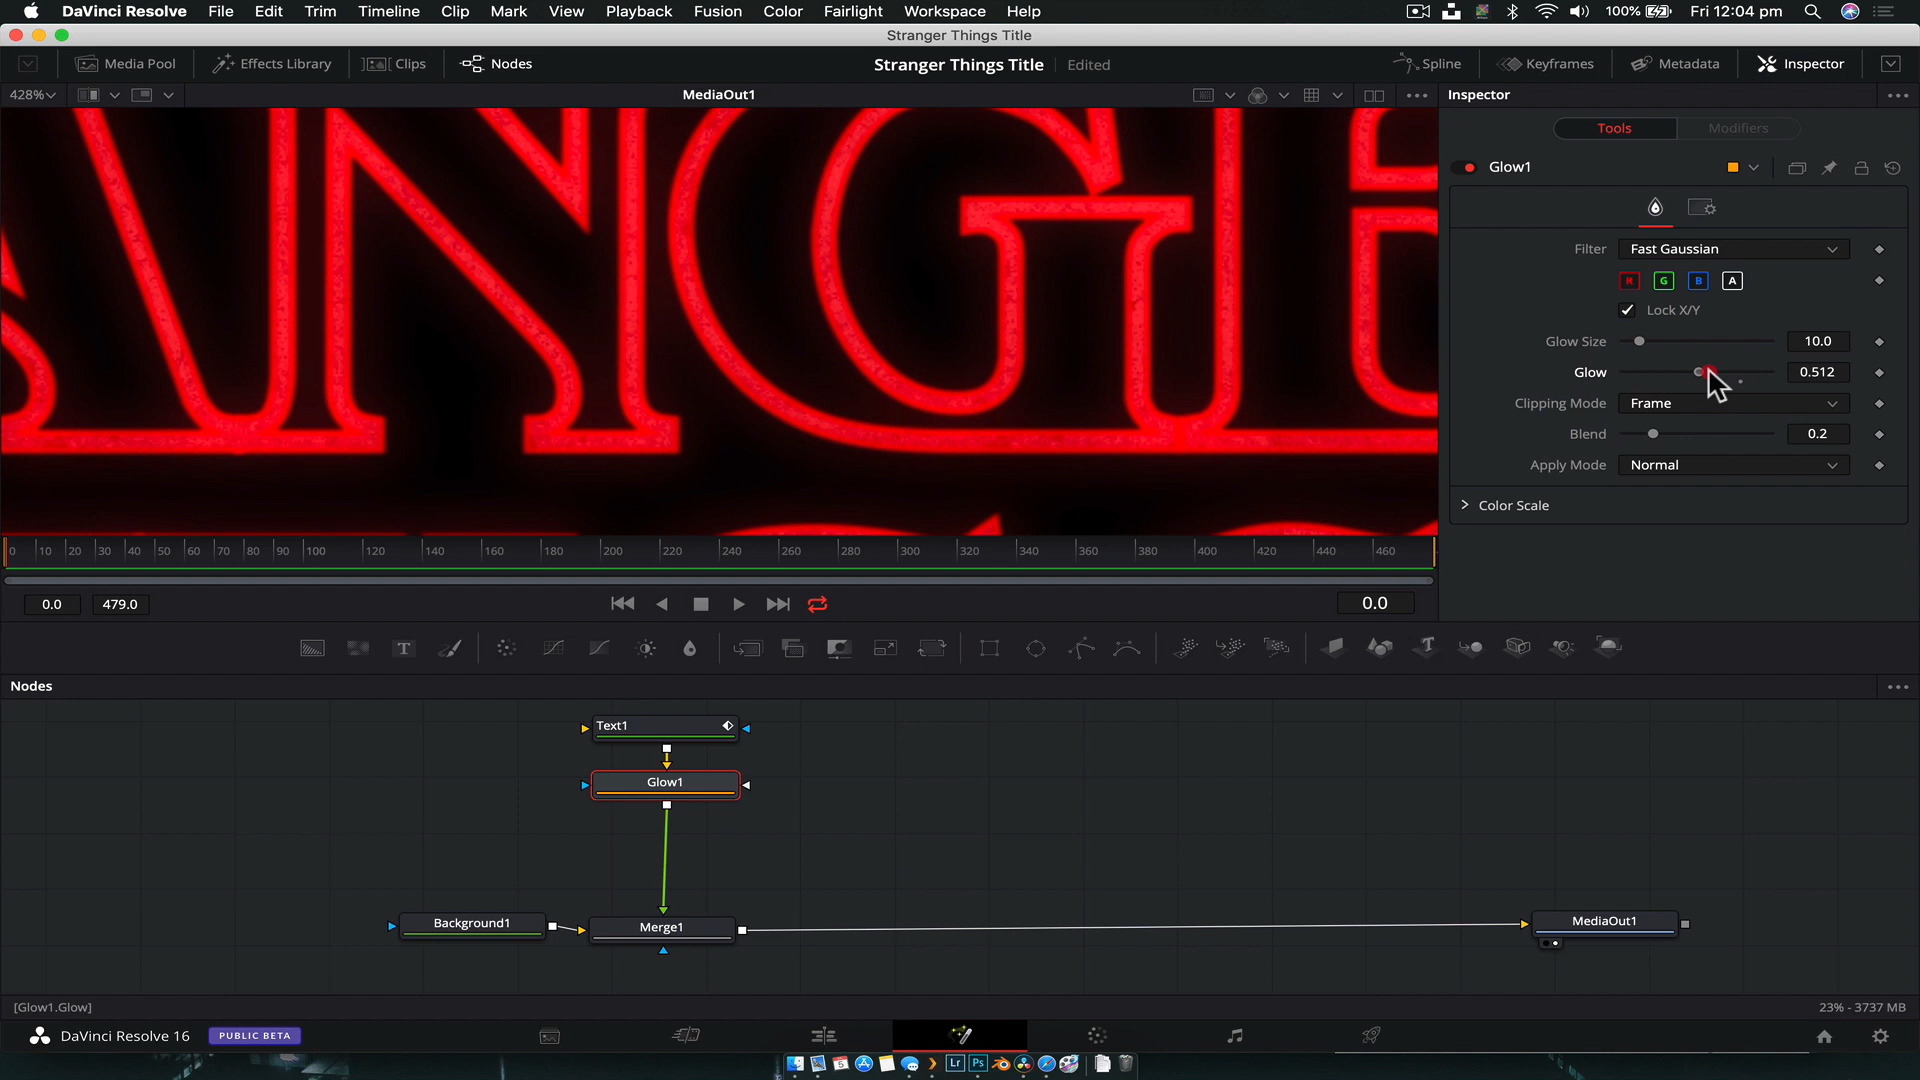 DaVinci Resolve File Edit Trim Timeline Clip Mark View Playback Fusion Color Fairlight Workspace Help 100% Fri 12:04 pm
Stranger Things Title
Media Pool Effects Library Clips Nodes Stranger Things Title Edited Spline Keyframes Metadata Inspector
428% MediaOut1 Inspector
Tools Modifiers
Glow1
ANGE
Filter Fast Gaussian
R G B A
Lock X/Y
Glow Size 10.0
Glow 0.512
Clipping Mode Frame
Blend 0.2
Apply Mode Normal
Color Scale
0 10 20 30 40 50 60 70 80 90 100 120 140 160 180 200 220 240 260 280 300 320 340 360 380 400 420 440 460
0.0 479.0 0.0
Nodes
Text1
Glow1
Background1 Merge1 MediaOut1
[Glow1.Glow] 23% - 3737 MB
DaVinci Resolve 16 PUBLIC BETA
5 Lr Ps